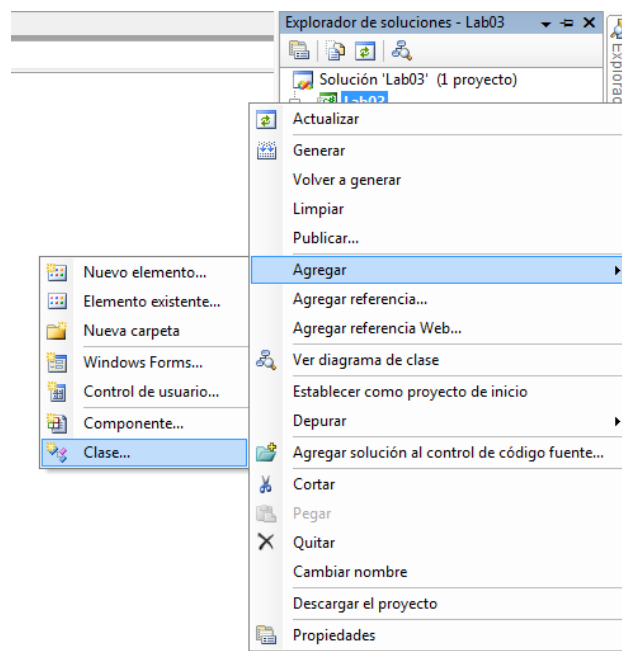 Explorador de soluciones - Lab03
Solución 'Lab03' (1 proyecto)
Lab03
Actualizar
Generar
Volver a generar
Limpiar
Publicar...
Agregar
Agregar referencia...
Agregar referencia Web...
Ver diagrama de clase
Establecer como proyecto de inicio
Depurar
Agregar solución al control de código fuente...
Cortar
Pegar
Quitar
Cambiar nombre
Descargar el proyecto
Propiedades
Nuevo elemento...
Elemento existente...
Nueva carpeta
Windows Forms...
Control de usuario...
Componente...
Clase...